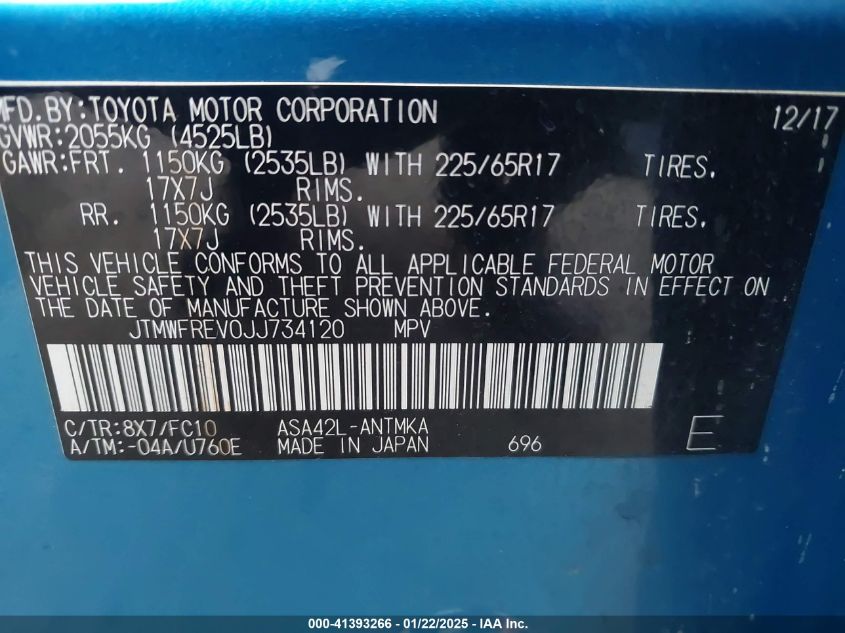 MFD.BY:TOYOTA MOTOR CORPORATION 12/17
GVWR:2055KG (4525LB)
GAWR:FRT. 1150KG (2535LB) WITH 225/65R17 TIRES.
17X7J RIMS.
RR. 1150KG (2535LB) WITH 225/65R17 TIRES,
17X7J RIMS.
THIS VEHICLE CONFORMS TO ALL APPLICABLE FEDERAL MOTOR
VEHICLE SAFETY AND THEFT PREVENTION STANDARDS IN EFFECT ON
THE DATE OF MANUFACTURE SHOWN ABOVE.
JTMWFREV0JJ734120 MPV
C/TR:8X7/FC10 ASA42L-ANTMKA
A/TM:-04A/U760E MADE IN JAPAN 696 E
000-41393266 - 01/22/2025 - IAA Inc.